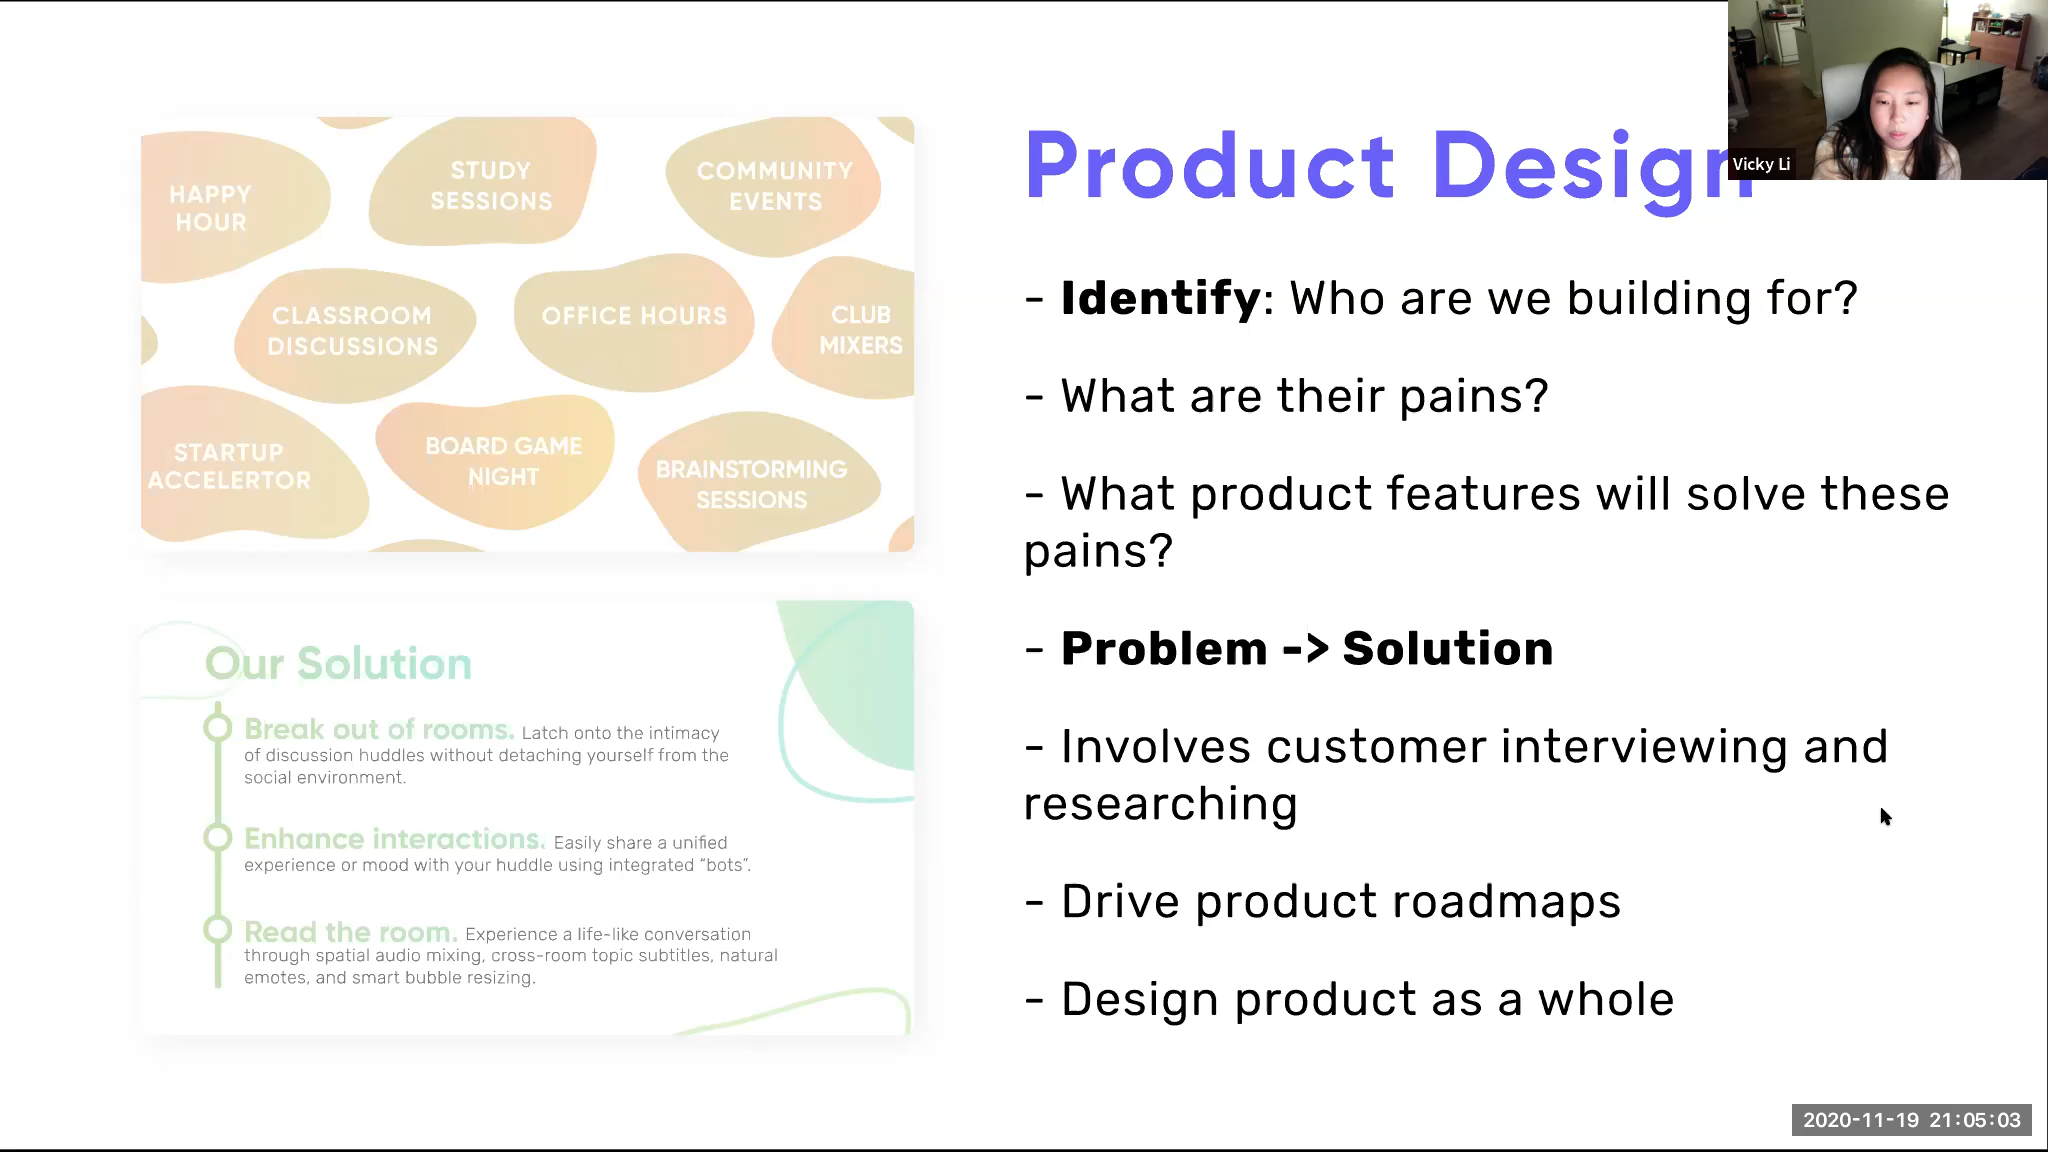 HAPPY
HOUR
STUDY
SESSIONS
COMMUNITY
EVENTS
CLASSROOM
DISCUSSIONS
OFFICE HOURS
CLUB
MIXERS
STARTUP
ACCELERTOR
BOARD GAME
NIGHT
BRAINSTORMING
SESSIONS
Our Solution
Break out of rooms. Latch onto the intimacy
of discussion huddles without detaching yourself from the
social environment.
Enhance interactions. Easily share a unified
experience or mood with your huddle using integrated “bots”.
Read the room. Experience a life-like conversation
through spatial audio mixing, cross-room topic subtitles, natural
emotes, and smart bubble resizing.
Product Design
- Identify: Who are we building for?
- What are their pains?
- What product features will solve these
pains?
- Problem -> Solution
- Involves customer interviewing and
researching
- Drive product roadmaps
- Design product as a whole
Vicky Li
2020-11-19 21:05:03